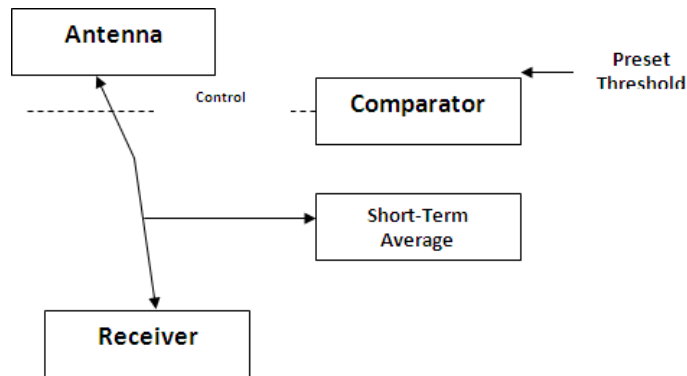 Antenna
Preset
Threshold
Control
Comparator
Short-Term
Average
Receiver